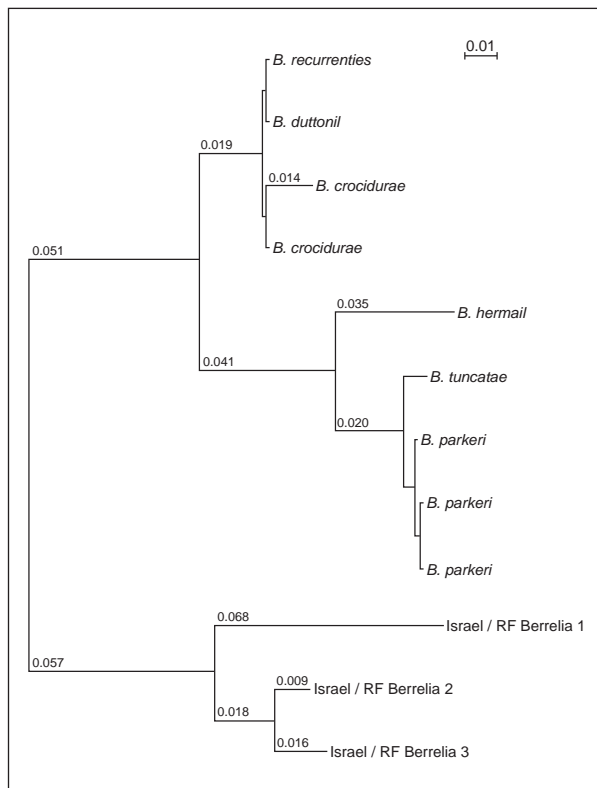 0.01
B. recurrenties
B. duttonil
0.019
0.014
B. crocidurae
B. crocidurae
0.051
0.035
B. hermail
0.041
B. tuncatae
0.020
B. parkeri
B. parkeri
B. parkeri
0.068
Israel / RF Berrelia 1
0.057
0.009
Israel / RF Berrelia 2
0.018
0.016
Israel / RF Berrelia 3